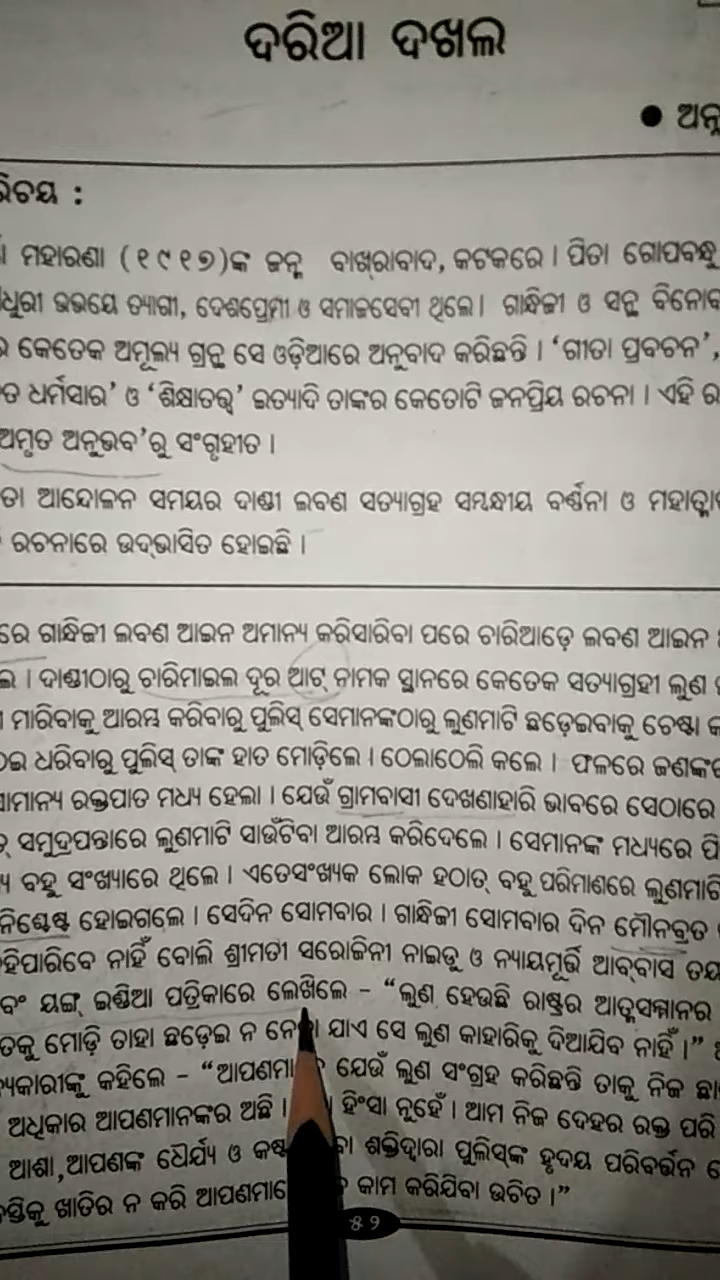 ଦରିଆ ଦଖଲ
● ଅନ୍ନ
ରିଚୟ :
ମହାରଣା (୧୯୧୭)ଙ୍କ ଜନ୍ମ ବାଖ୍‌ରାବାଦ, କଟକରେ । ପିତା ଗୋପବନ୍ଧୁ
ଧୁରୀ ଭଭୟେ ତ୍ୟାଗୀ, ଦେଶପ୍ରେମୀ ଓ ସମାଜସେବୀ ଥିଲେ । ଗାନ୍ଧିଜୀ ଓ ସନ୍ଥ ବିନୋବ
କେତେକ ଅମୂଲ୍ୟ ଗ୍ରନ୍ଥ ସେ ଓଡ଼ିଆରେ ଅନୁବାଦ କରିଛନ୍ତି । ‘ଗୀତା ପ୍ରବଚନ’,
ତ ଧର୍ମସାର’ ଓ ‘ଶିକ୍ଷାତତ୍ତ୍ୱ’ ଇତ୍ୟାଦି ତାଙ୍କର କେତୋଟି ଜନପ୍ରିୟ ରଚନା । ଏହି ର
ଅମୃତ ଅନୁଭବ’ରୁ ସଂଗୃହୀତ ।
ତା ଆନ୍ଦୋଳନ ସମୟର ଦାଣ୍ଡୀ ଲବଣ ସତ୍ୟାଗ୍ରହ ସମ୍ବନ୍ଧୀୟ ବର୍ଣ୍ଣନା ଓ ମହାତ୍ମା
ରଚନାରେ ଉଦ୍‌ଭାସିତ ହୋଇଛି ।
ରେ ଗାନ୍ଧିଜୀ ଲବଣ ଆଇନ ଅମାନ୍ୟ କରିସାରିବା ପରେ ଚାରିଆଡ଼େ ଲବଣ ଆଇନ
ଲ । ଦାଣ୍ଡୀଠାରୁ ଚାରିମାଇଲ ଦୂର ଆଟ୍ ନାମକ ସ୍ଥାନରେ କେତେକ ସତ୍ୟାଗ୍ରହୀ ଲୁଣ
ମାରିବାକୁ ଆରମ୍ଭ କରିବାରୁ ପୁଲିସ୍ ସେମାନଙ୍କଠାରୁ ଲୁଣମାଟି ଛଡ଼େଇବାକୁ ଚେଷ୍ଟା କ
ଇ ଧରିବାରୁ ପୁଲିସ୍ ତାଙ୍କ ହାତ ମୋଡ଼ିଲେ । ଠେଲାଠେଲି କଲେ । ଫଳରେ ଜଣଙ୍କର
ସାମାନ୍ୟ ରକ୍ତପାତ ମଧ୍ୟ ହେଲା । ଯେଉଁ ଗ୍ରାମବାସୀ ଦେଖଣାହାରି ଭାବରେ ସେଠାରେ
ସମୁଦ୍ରପନ୍ତାରେ ଲୁଣମାଟି ସାଉଁଟିବା ଆରମ୍ଭ କରିଦେଲେ । ସେମାନଙ୍କ ମଧ୍ୟରେ ପି
ବହୁ ସଂଖ୍ୟାରେ ଥିଲେ । ଏତେସଂଖ୍ୟକ ଲୋକ ହଠାତ୍ ବହୁ ପରିମାଣରେ ଲୁଣମାଟି
ନିଶ୍ଚେଷ୍ଟ ହୋଇଗଲେ । ସେଦିନ ସୋମବାର । ଗାନ୍ଧିଜୀ ସୋମବାର ଦିନ ମୌନବ୍ରତ
ହିପାରିବେ ନାହିଁ ବୋଲି ଶ୍ରୀମତୀ ସରୋଜିନୀ ନାଇଡୁ ଓ ନ୍ୟାୟମୂର୍ତ୍ତି ଆବ୍‌ବାସ ତୟ
ବଂ ୟଙ୍ଗ୍ ଇଣ୍ଡିଆ ପତ୍ରିକାରେ ଲେଖିଲେ – “ଲୁଣ ହେଉଛି ରାଷ୍ଟ୍ରର ଆତ୍ମସମ୍ମାନର
ତକୁ ମୋଡ଼ି ତାହା ଛଡ଼େଇ ନ ନେ ଯାଏ ସେ ଲୁଣ କାହାରିକୁ ଦିଆଯିବ ନାହିଁ ।”
ୟକାରୀଙ୍କୁ କହିଲେ – “ଆପଣମା ଯେଉଁ ଲୁଣ ସଂଗ୍ରହ କରିଛନ୍ତି ତାକୁ ନିଜ ଛା
ଅଧିକାର ଆପଣମାନଙ୍କର ଅଛି । ହିଂସା ନୁହେଁ । ଆମ ନିଜ ଦେହର ରକ୍ତ ପରି
ଆଶା,ଆପଣଙ୍କ ଧୈର୍ଯ୍ୟ ଓ କଷ୍ଟ ବା ଶକ୍ତିଦ୍ୱାରା ପୁଲିସ୍‌ଙ୍କ ହୃଦୟ ପରିବର୍ତ୍ତନ
ସ୍ତିକୁ ଖାତିର ନ କରି ଆପଣମାନେ କାମ କରିଯିବା ଉଚିତ ।”
୫୨